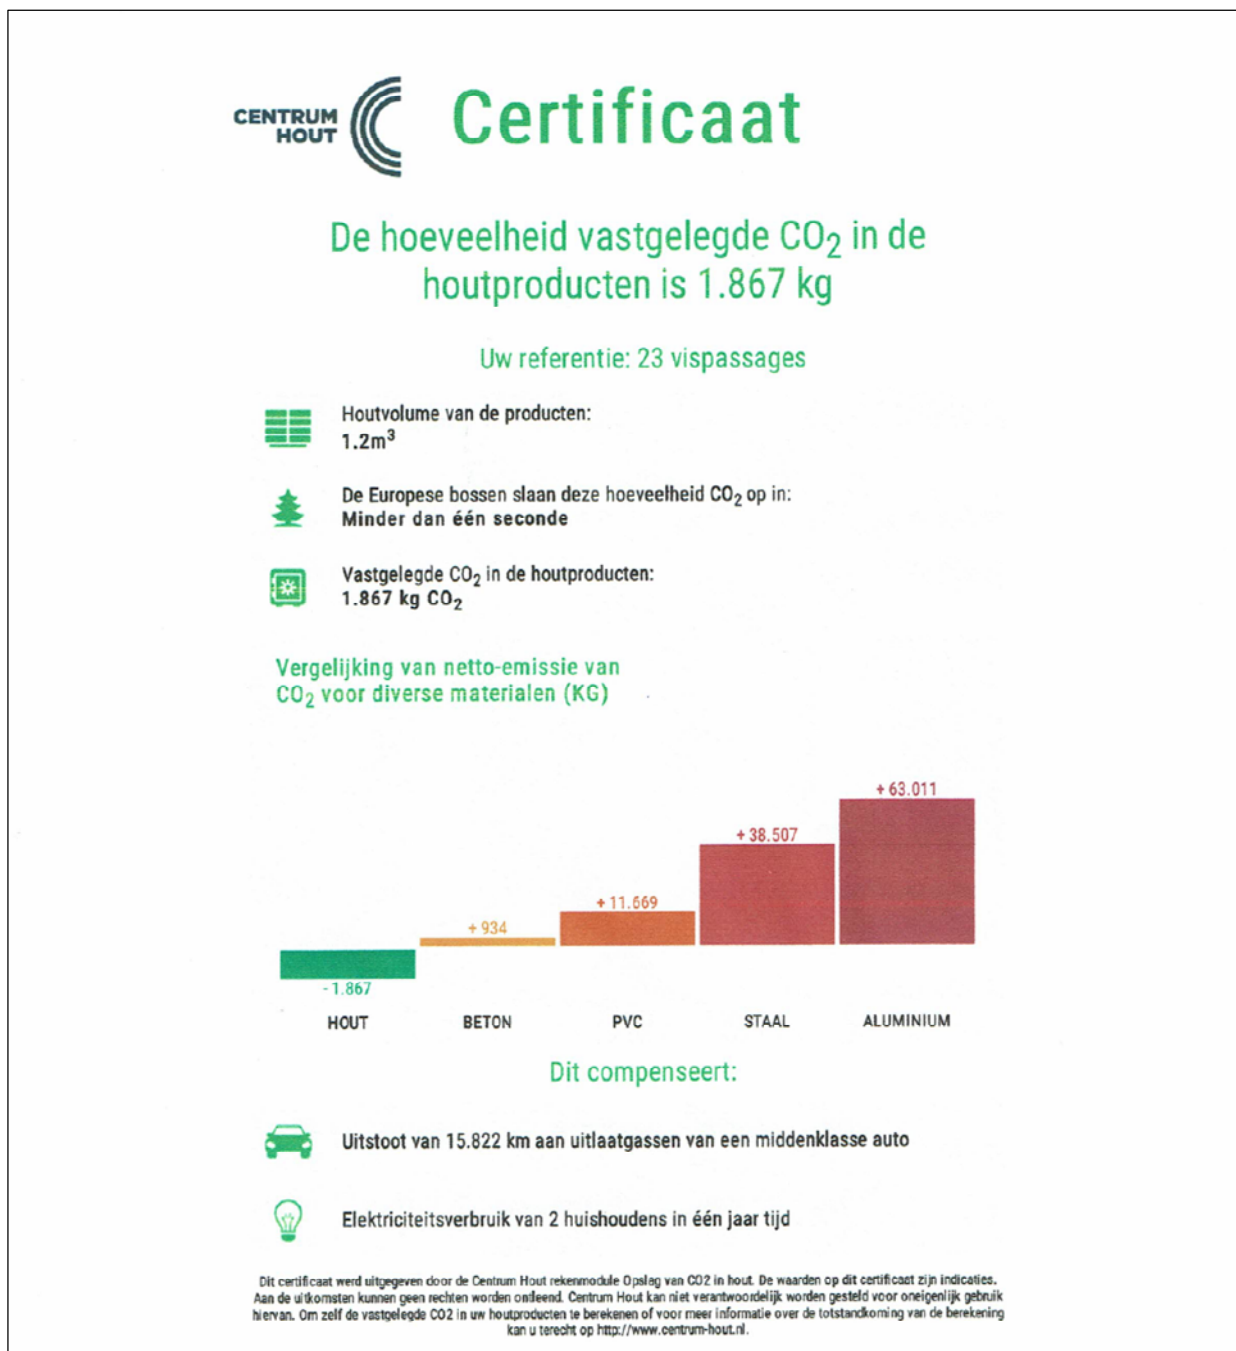 CENTRUM
HOUT
Certificaat
De hoeveelheid vastgelegde CO₂ in de
houtproducten is 1.867 kg
Uw referentie: 23 vispassages
Houtvolume van de producten:
1.2m³
De Europese bossen slaan deze hoeveelheid CO₂ op in:
Minder dan één seconde
Vastgelegde CO₂ in de houtproducten:
1.867 kg CO₂
Vergelijking van netto-emissie van
CO₂ voor diverse materialen (KG)
+ 63.011
+ 38.507
+ 11.669
+ 934
- 1.867
HOUT BETON PVC STAAL ALUMINIUM
Dit compenseert:
Uitstoot van 15.822 km aan uitlaatgassen van een middenklasse auto
Elektriciteitsverbruik van 2 huishoudens in één jaar tijd
Dit certificaat werd uitgegeven door de Centrum Hout rekenmodule Opslag van CO2 in hout. De waarden op dit certificaat zijn indicaties.
Aan de uitkomsten kunnen geen rechten worden ontleend. Centrum Hout kan niet verantwoordelijk worden gesteld voor oneigenlijk gebruik
hiervan. Om zelf de vastgelegde CO2 in uw houtproducten te berekenen of voor meer informatie over de totstandkoming van de berekening
kan u terecht op http://www.centrum-hout.nl.